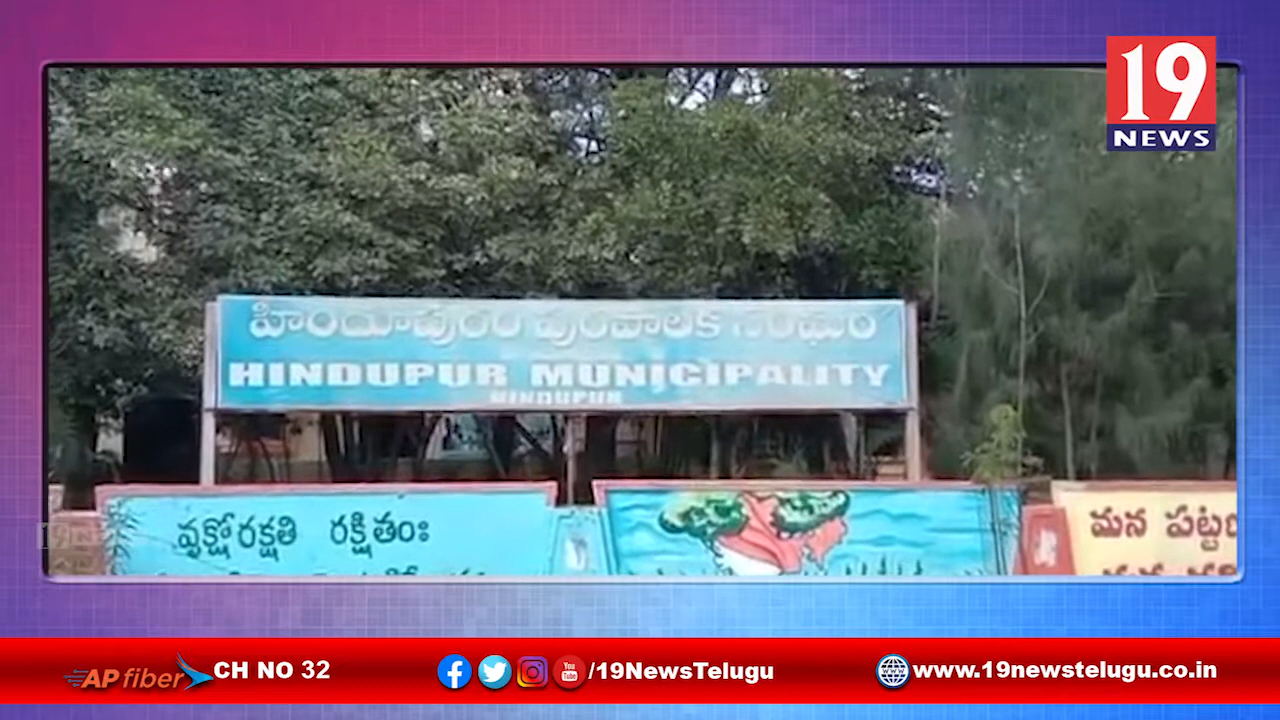 19
NEWS
పురపాలక సంఘం
HINDUPUR MUNICIPALITY
HINDUPUR
వృక్షోరక్షతి రక్షితంః
మన పట్టణ
AP fiber CH NO 32
/19NewsTelugu
www.19newstelugu.co.in